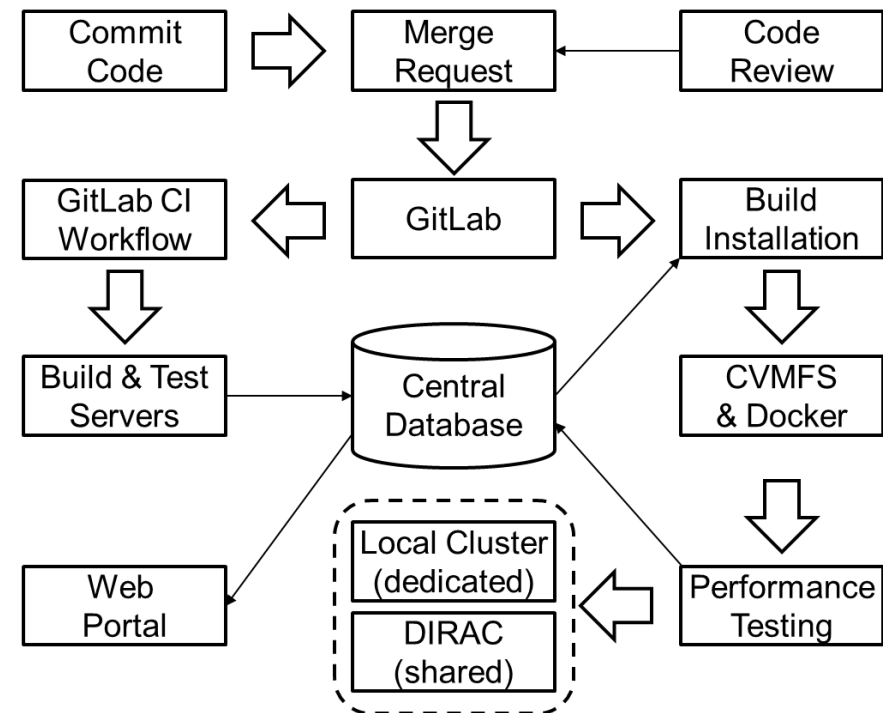 Commit
Code
Merge
Request
Code
Review
GitLab CI
Workflow
GitLab
Build
Installation
Build & Test
Servers
Central
Database
CVMFS
& Docker
Web
Portal
Local Cluster
(dedicated)
DIRAC
(shared)
Performance
Testing